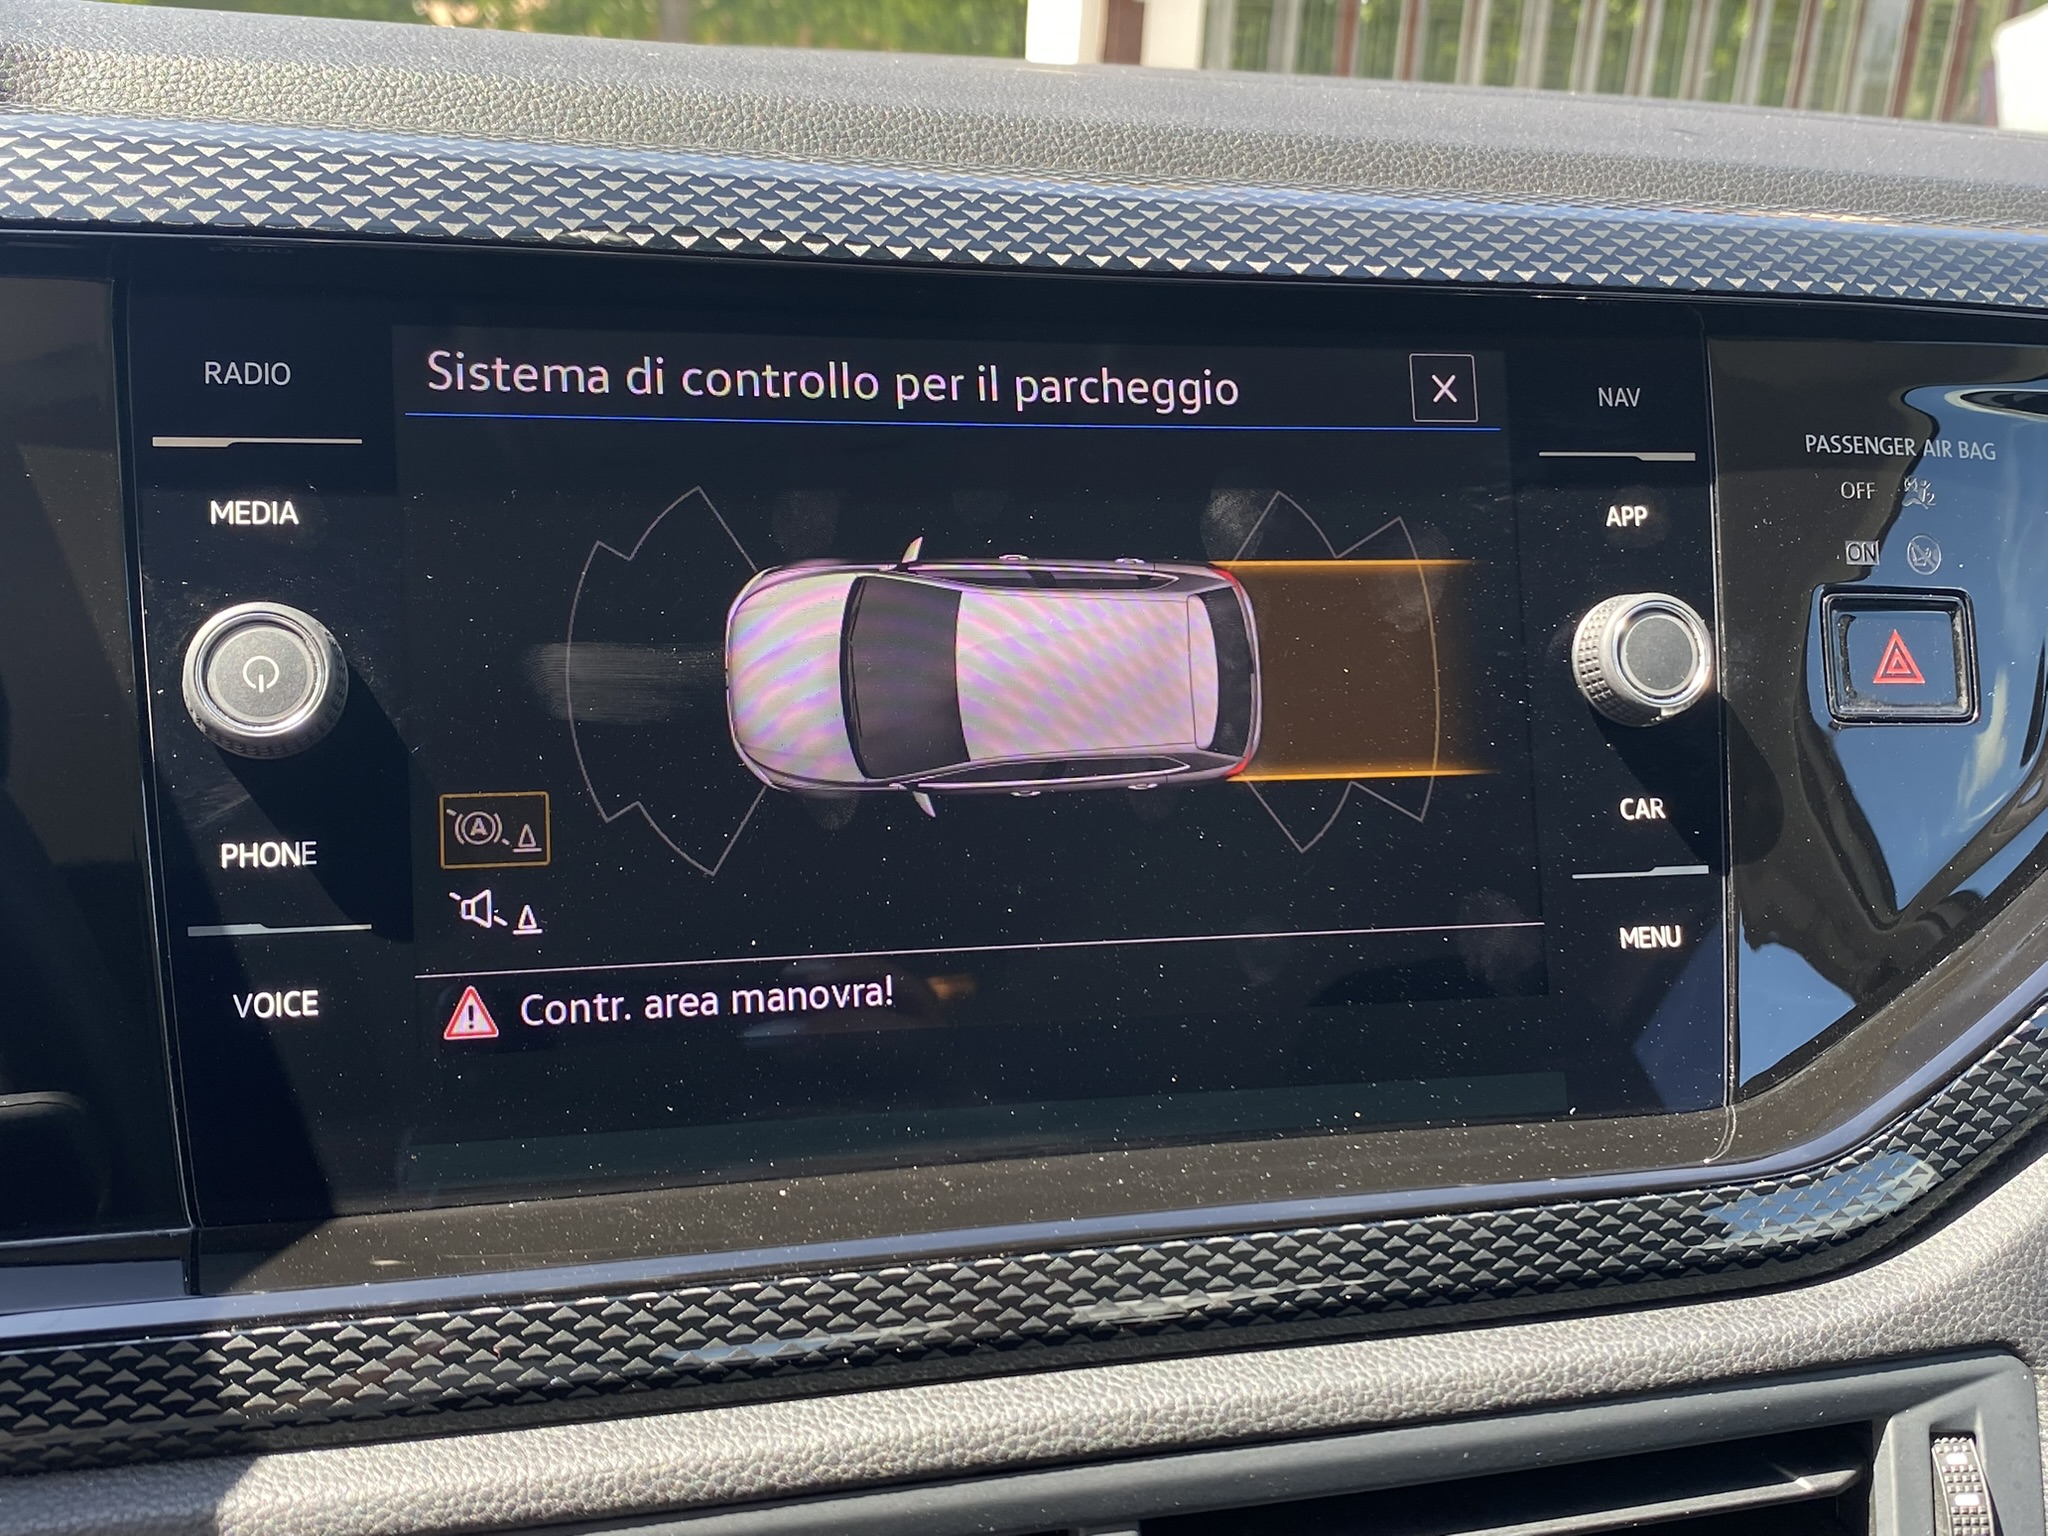 RADIO
MEDIA
PHONE
VOICE
Sistema di controllo per il parcheggio
X
A
Contr. area manovra!
NAV
APP
CAR
MENU
PASSENGER AIR BAG
OFF
ON